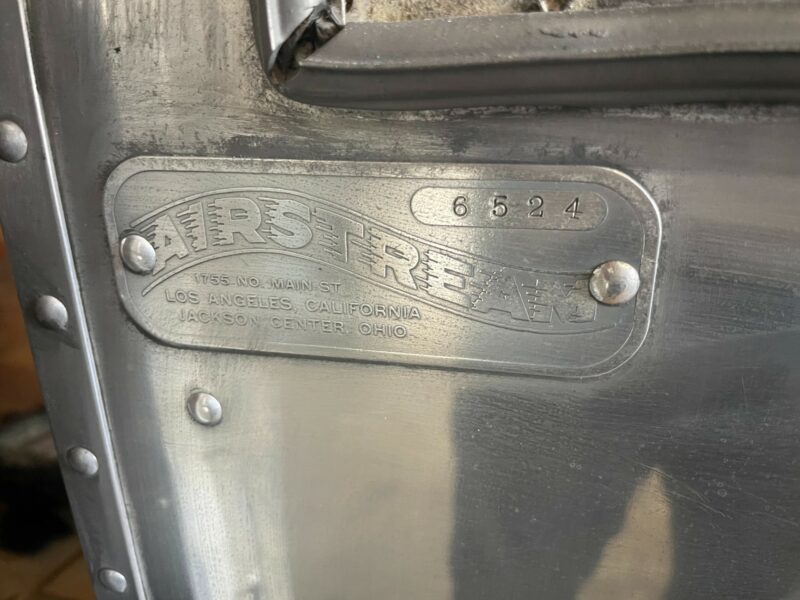 6524
AIRSTREAM
1755 NO. MAIN ST
LOS ANGELES, CALIFORNIA
JACKSON CENTER, OHIO